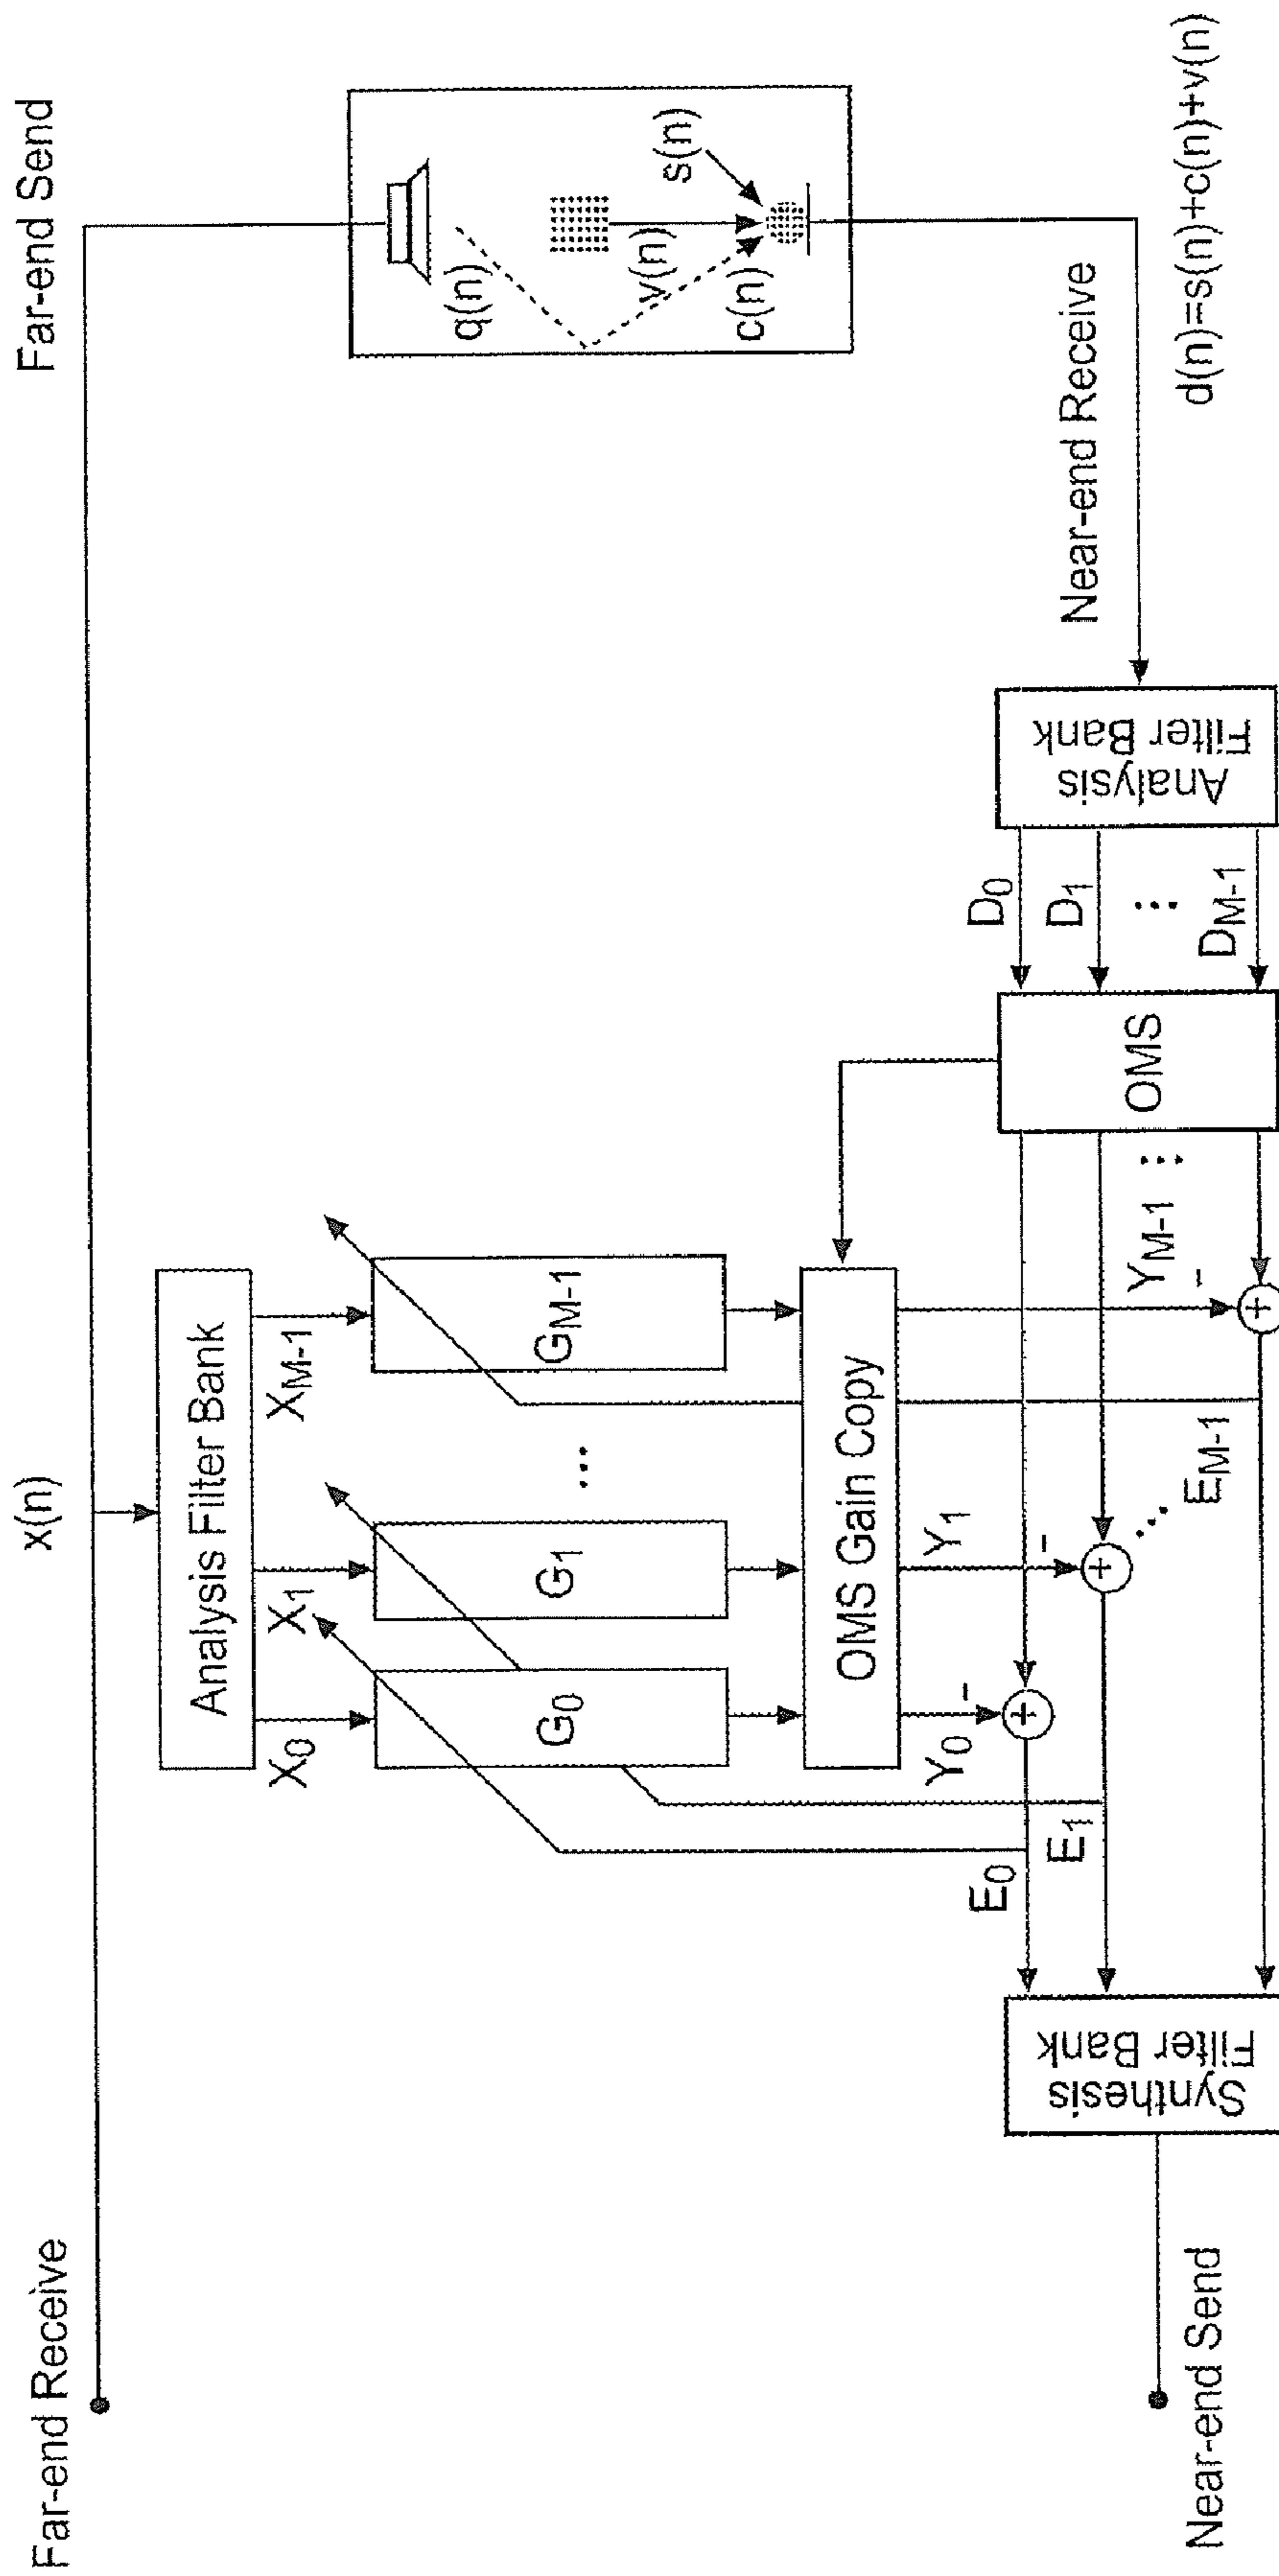 Far-end Receive
x(n)
Far-end Send
Analysis Filter Bank
X0
X1
XM-1
G0
G1
...
GM-1
OMS Gain Copy
Y0
-
Y1
-
YM-1
-
+
+
+
...
...
E0
E1
EM-1
q(n)
v(n)
c(n)
s(n)
Near-end Receive
d(n)=s(n)+c(n)+v(n)
Analysis
Filter Bank
D0
D1
...
DM-1
OMS
Synthesis
Filter Bank
Near-end Send